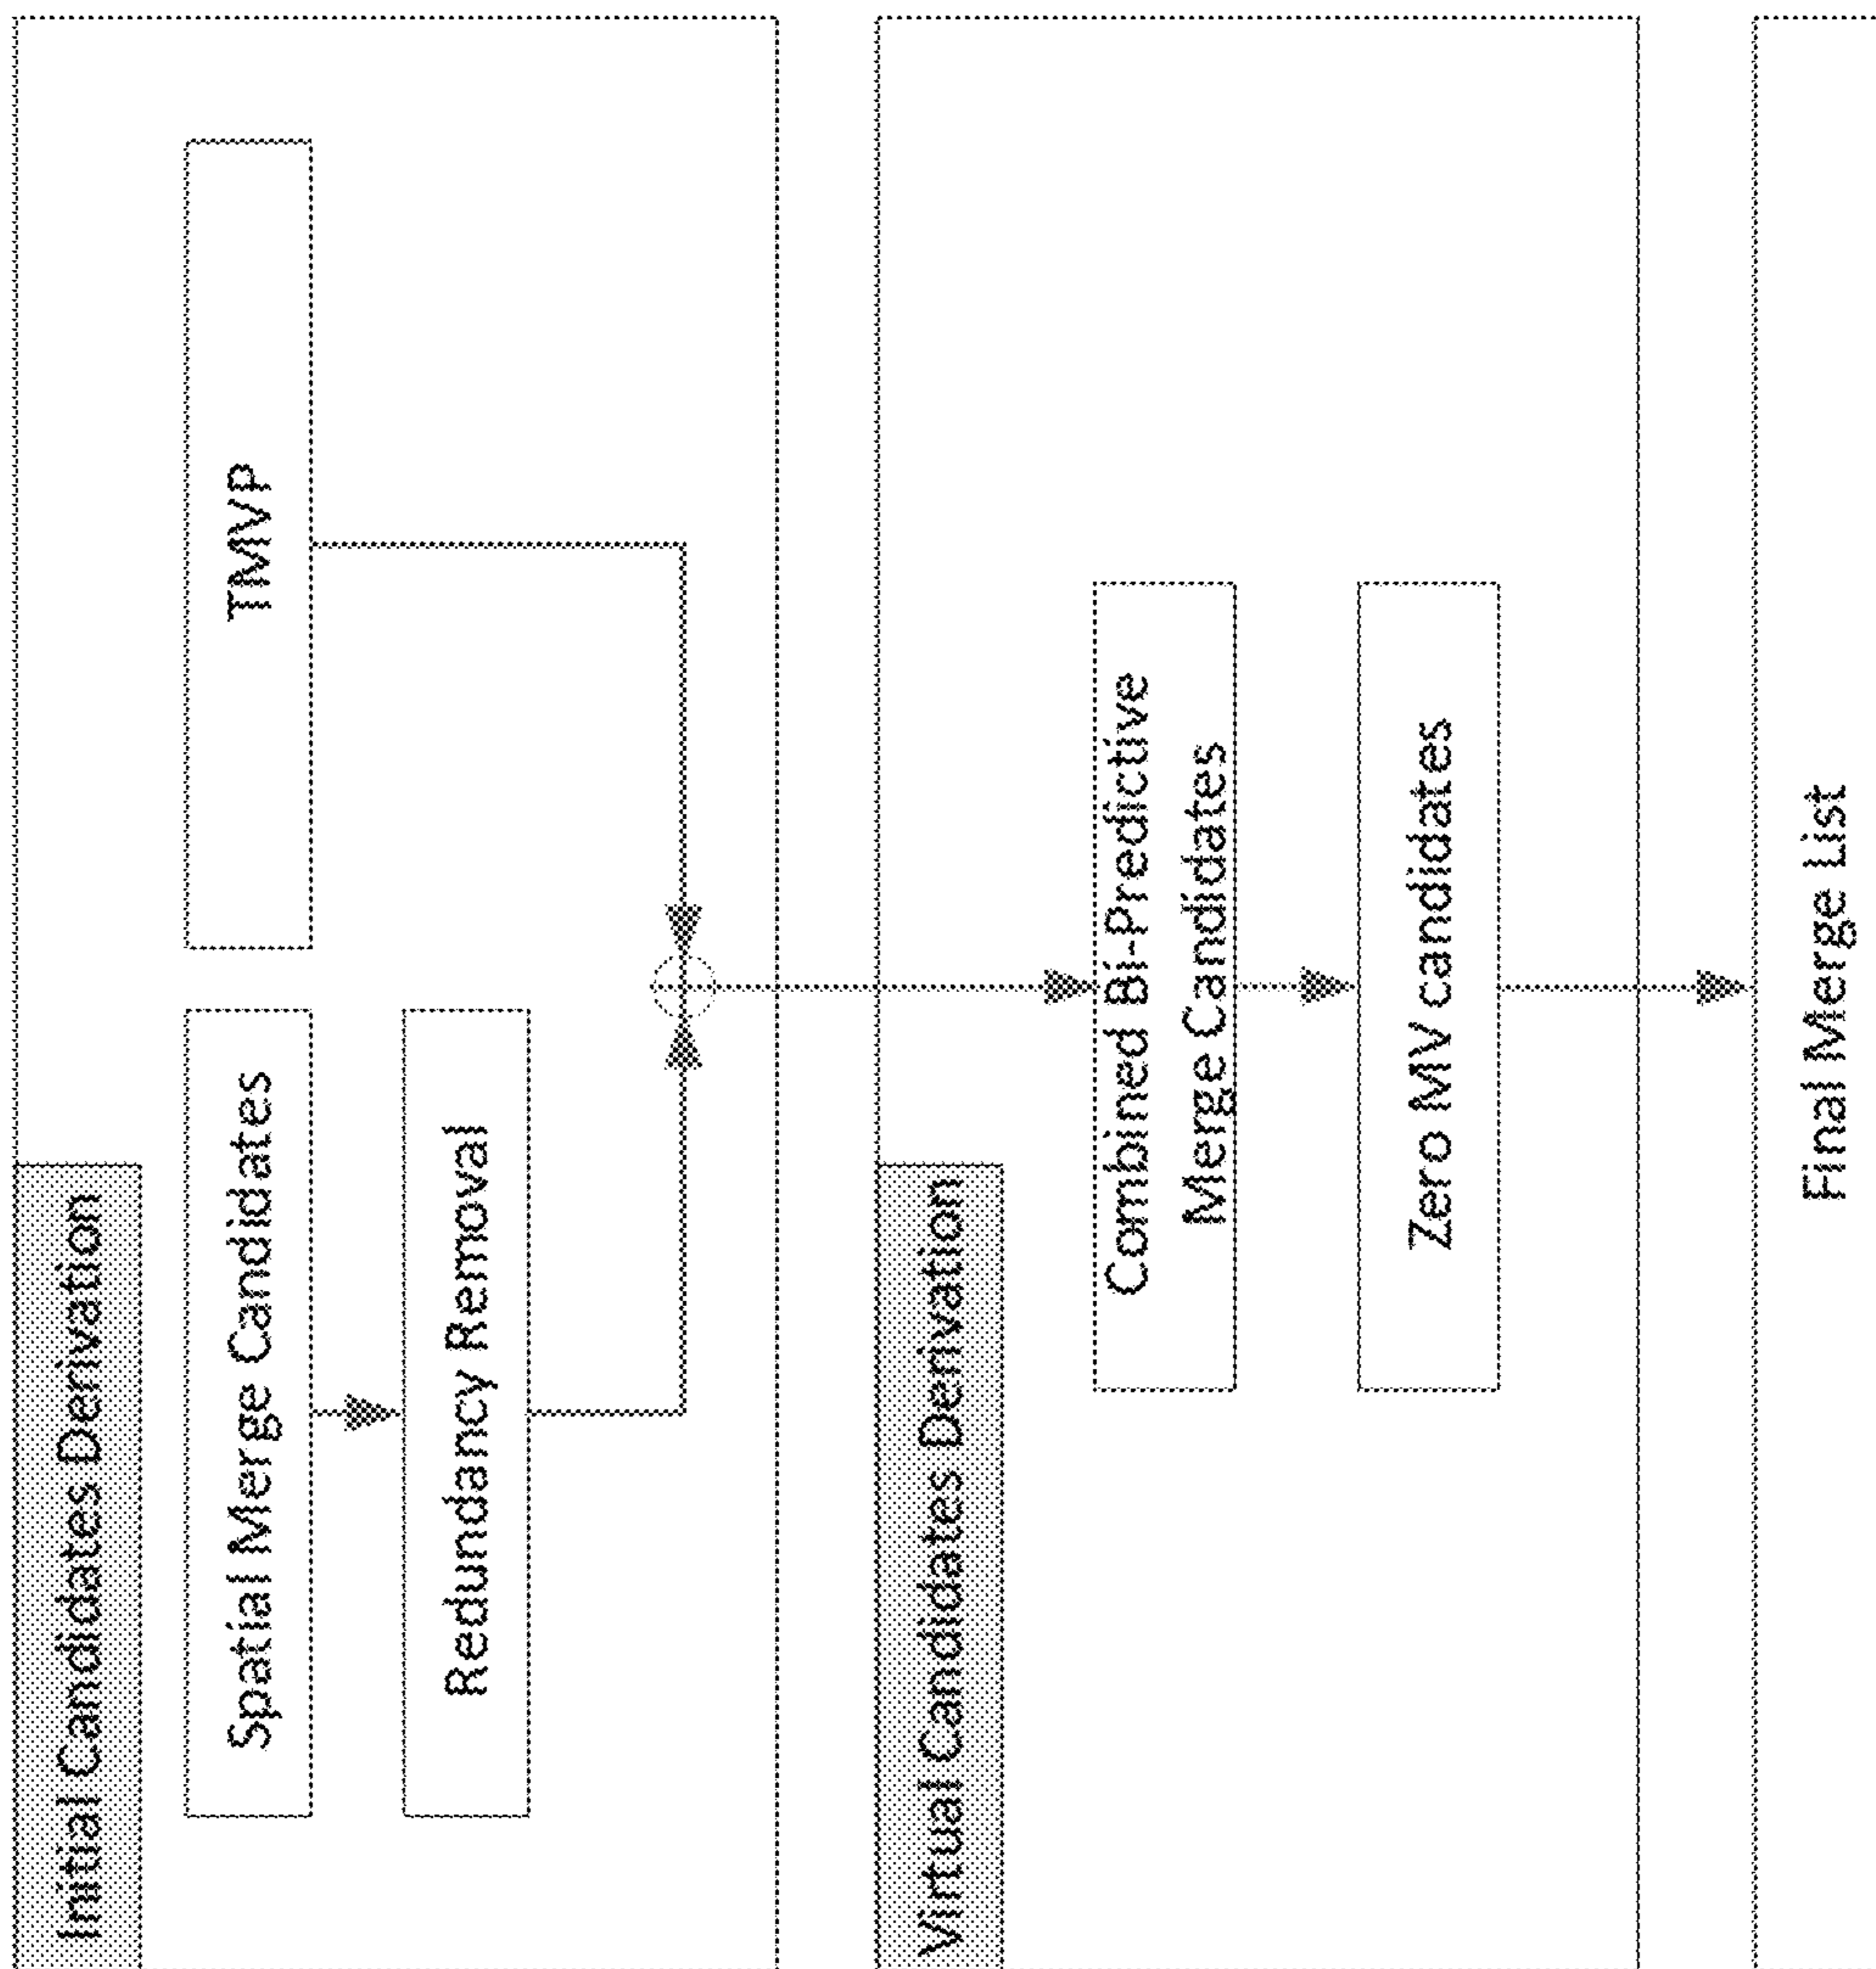 Initial Candidates Derivation
Spatial Merge Candidates
TMVP
Redundancy Removal
Virtual Candidates Derivation
Combined Bi-Predictive
Merge Candidates
Zero MV candidates
Final Merge List